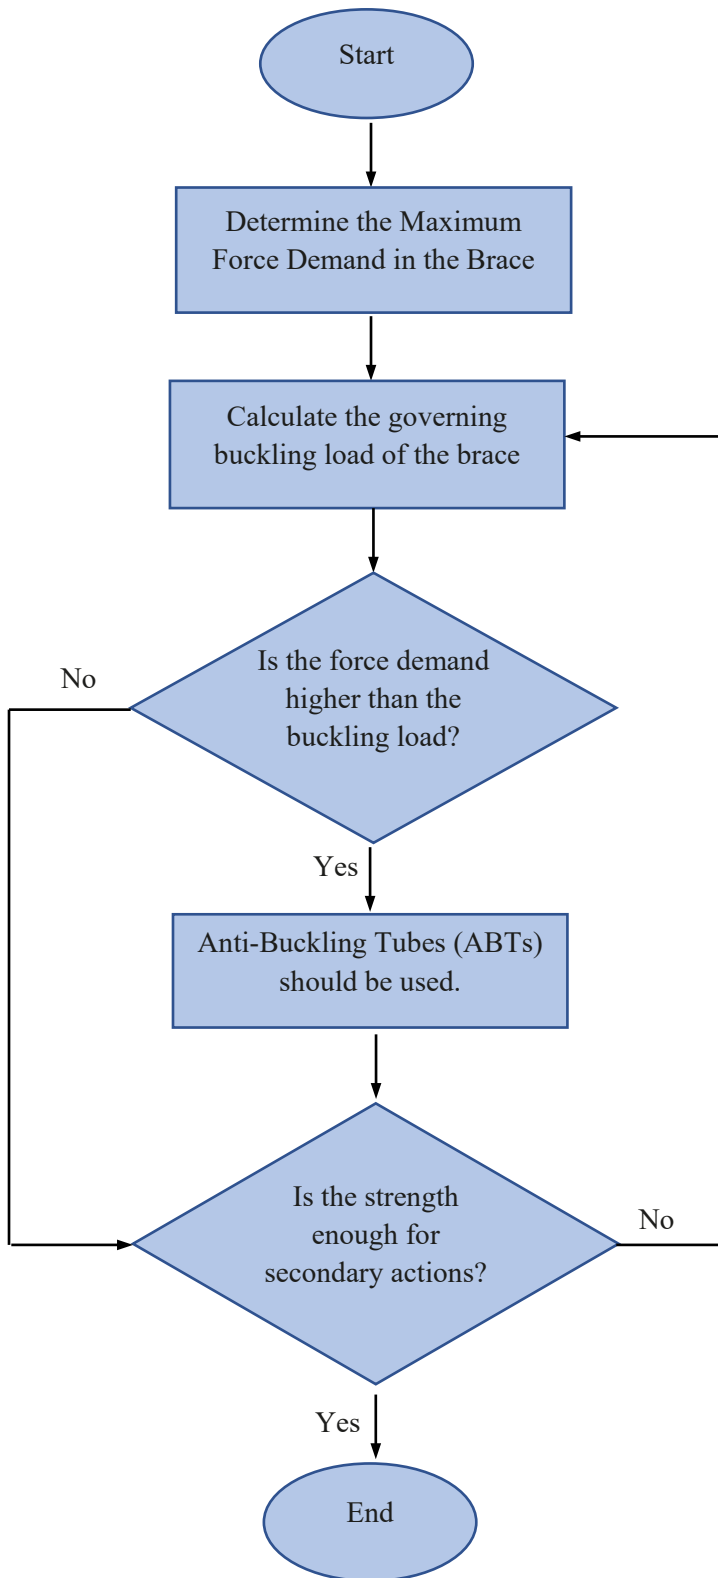 Start
Determine the Maximum
Force Demand in the Brace
Calculate the governing
buckling load of the brace
Is the force demand
higher than the
buckling load?
No
Yes
Anti-Buckling Tubes (ABTs)
should be used.
Is the strength
enough for
secondary actions?
No
Yes
End